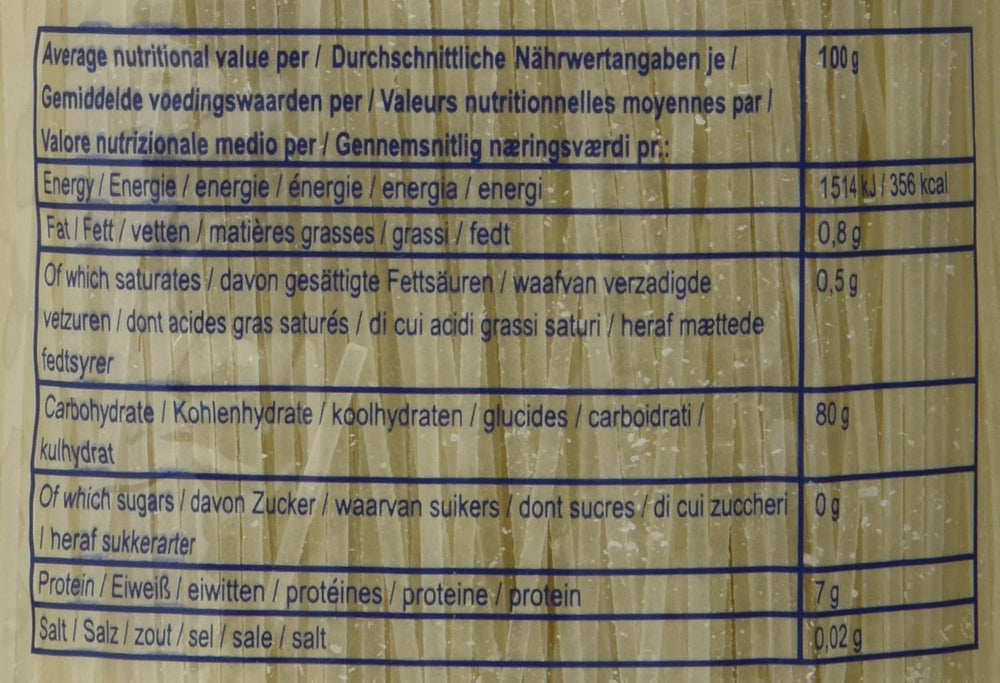 Average nutritional value per / Durchschnittliche Nährwertangaben je / 100 g
Gemiddelde voedingswaarden per / Valeurs nutritionnelles moyennes par /
Valore nutrizionale medio per / Gennemsnitlig næringsværdi pr.:
Energy / Energie / energie / énergie / energia / energi 1514 kJ / 356 kcal
Fat / Fett / vetten / matières grasses / grassi / fedt 0,8 g
Of which saturates / davon gesättigte Fettsäuren / waafvan verzadigde 0,5 g
vetzuren / dont acides gras saturés / di cui acidi grassi saturi / heraf mættede
fedtsyrer
Carbohydrate / Kohlenhydrate / koolhydraten / glucides / carboidrati / 80 g
kulhydrat
Of which sugars / davon Zucker / waarvan suikers / dont sucres / di cui zuccheri 0 g
/ heraf sukkerarter
Protein / Eiweiß / eiwitten / protéines / proteine / protein 7 g
Salt / Salz / zout / sel / sale / salt 0,02 g